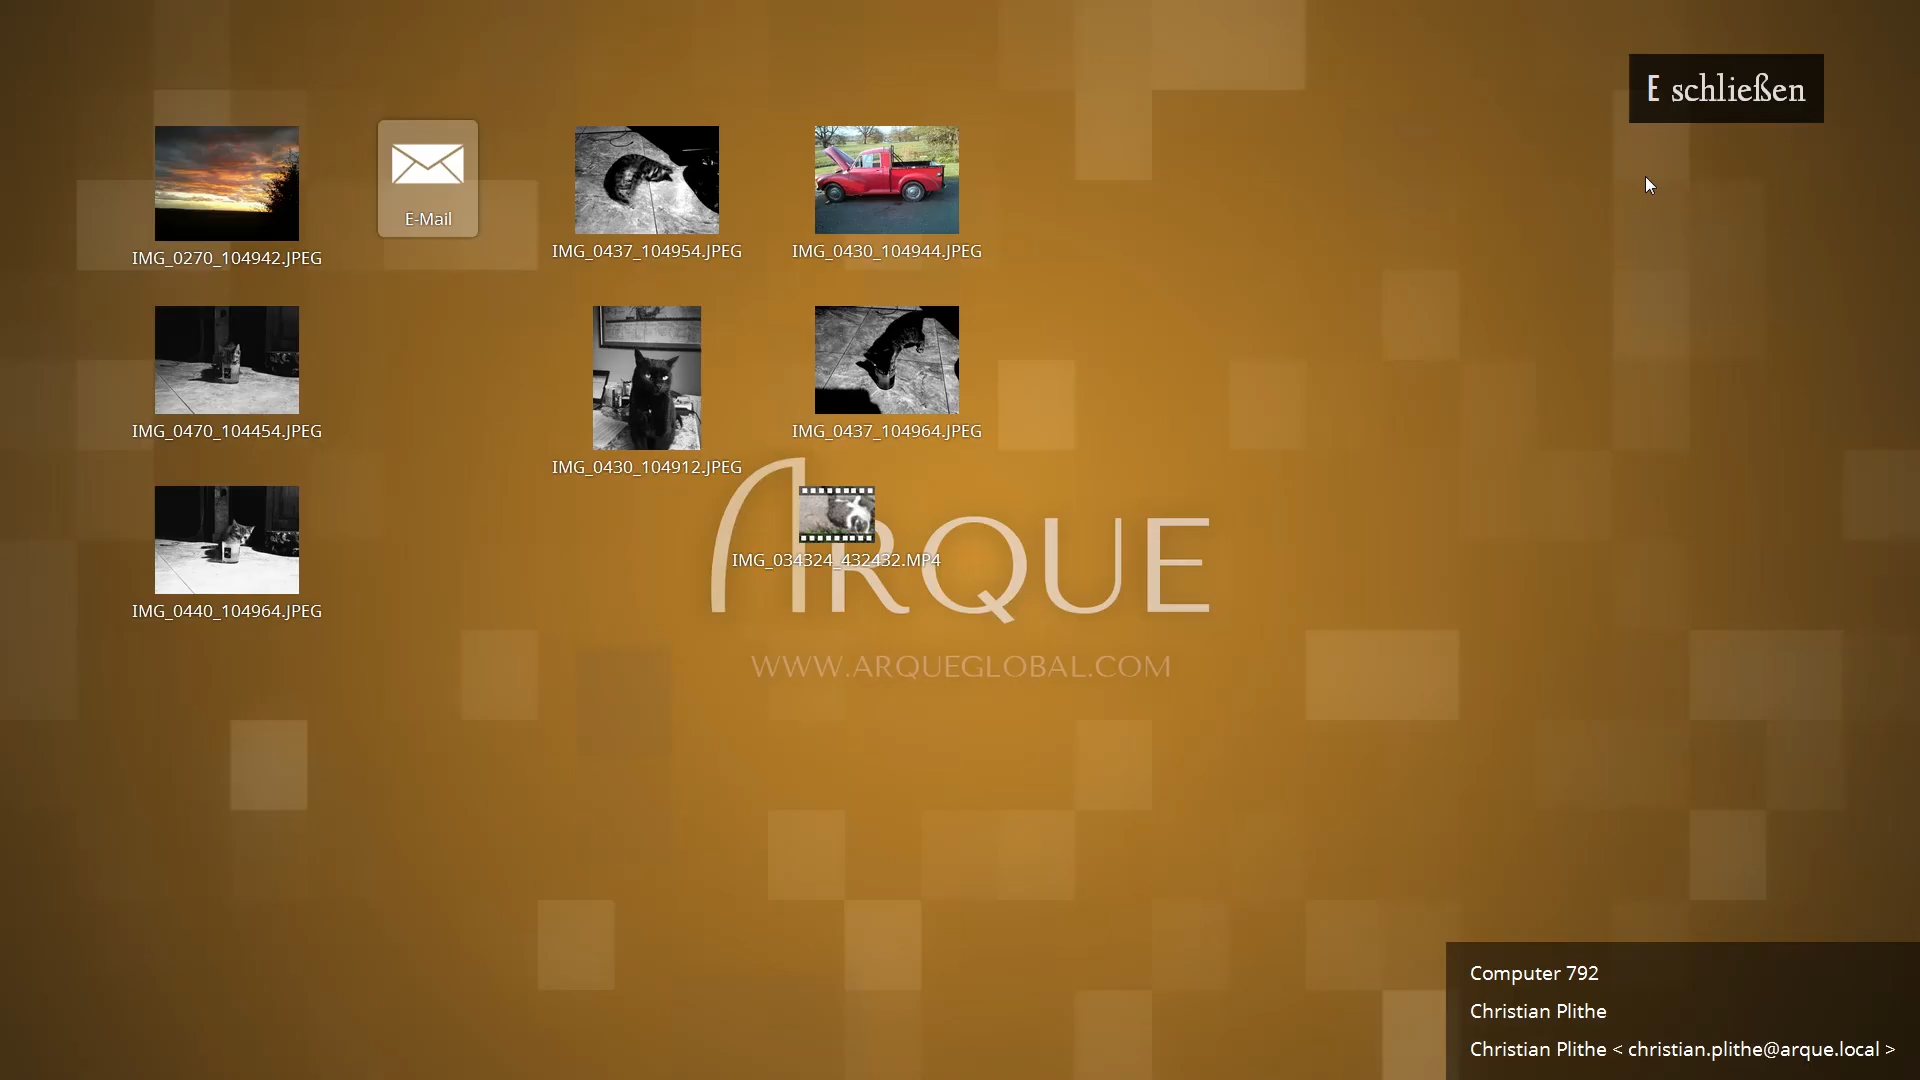 E schließen
IMG_0270_104942.JPEG
E-Mail
IMG_0437_104954.JPEG
IMG_0430_104944.JPEG
IMG_0470_104454.JPEG
IMG_0430_104912.JPEG
IMG_0437_104964.JPEG
IMG_0440_104964.JPEG
IMG_034324_432432.MP4
ARQUE
WWW.ARQUEGLOBAL.COM
Computer 792
Christian Plithe
Christian Plithe < christian.plithe@arque.local >